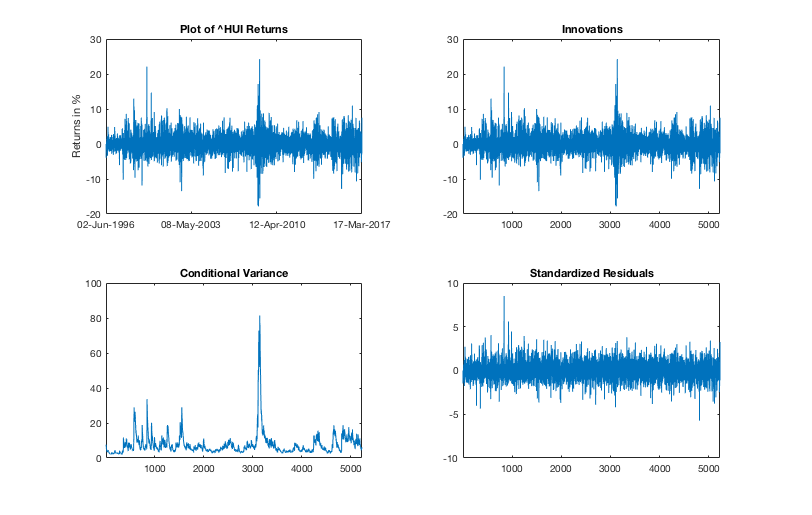 Plot of ^HUI Returns
30
20
10
0
-10
-20
Returns in %
02-Jun-1996 08-May-2003 12-Apr-2010 17-Mar-2017
Innovations
30
20
10
0
-10
-20
1000 2000 3000 4000 5000
Conditional Variance
100
80
60
40
20
0
1000 2000 3000 4000 5000
Standardized Residuals
10
5
0
-5
-10
1000 2000 3000 4000 5000